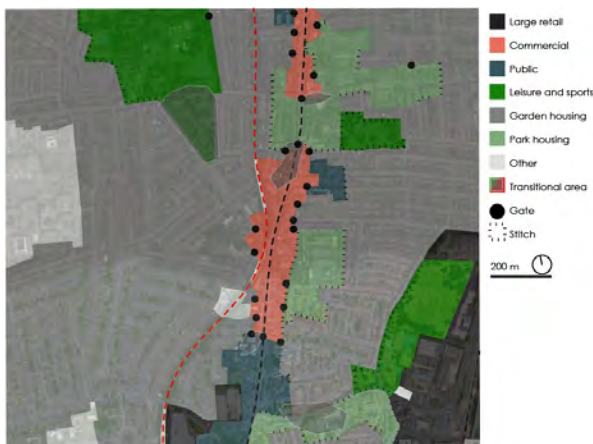 Large retail
Commercial
Public
Leisure and sports
Garden housing
Park housing
Other
Transitional area
Gate
Stitch
200 m